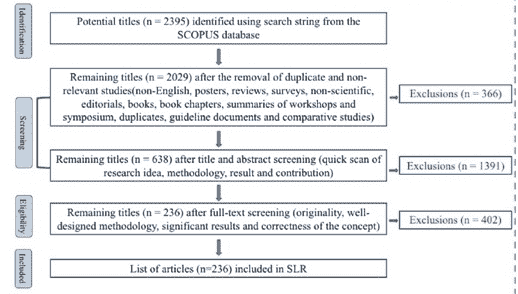 Identification
Potential titles (n = 2395) identified using search string from the
SCOPUS database
Remaining titles (n = 2029) after the removal of duplicate and non-
relevant studies(non-English, posters, reviews, surveys, non-scientific,
editorials, books, book chapters, summaries of workshops and
symposium, duplicates, guideline documents and comparative studies)
Exclusions (n = 366)
Screening
Remaining titles (n = 638) after title and abstract screening (quick scan of
research idea, methodology, result and contribution)
Exclusions (n = 1391)
Eligibility
Remaining titles (n = 236) after full-text screening (originality, well-
designed methodology, significant results and correctness of the concept)
Exclusions (n = 402)
Included
List of articles (n=236) included in SLR